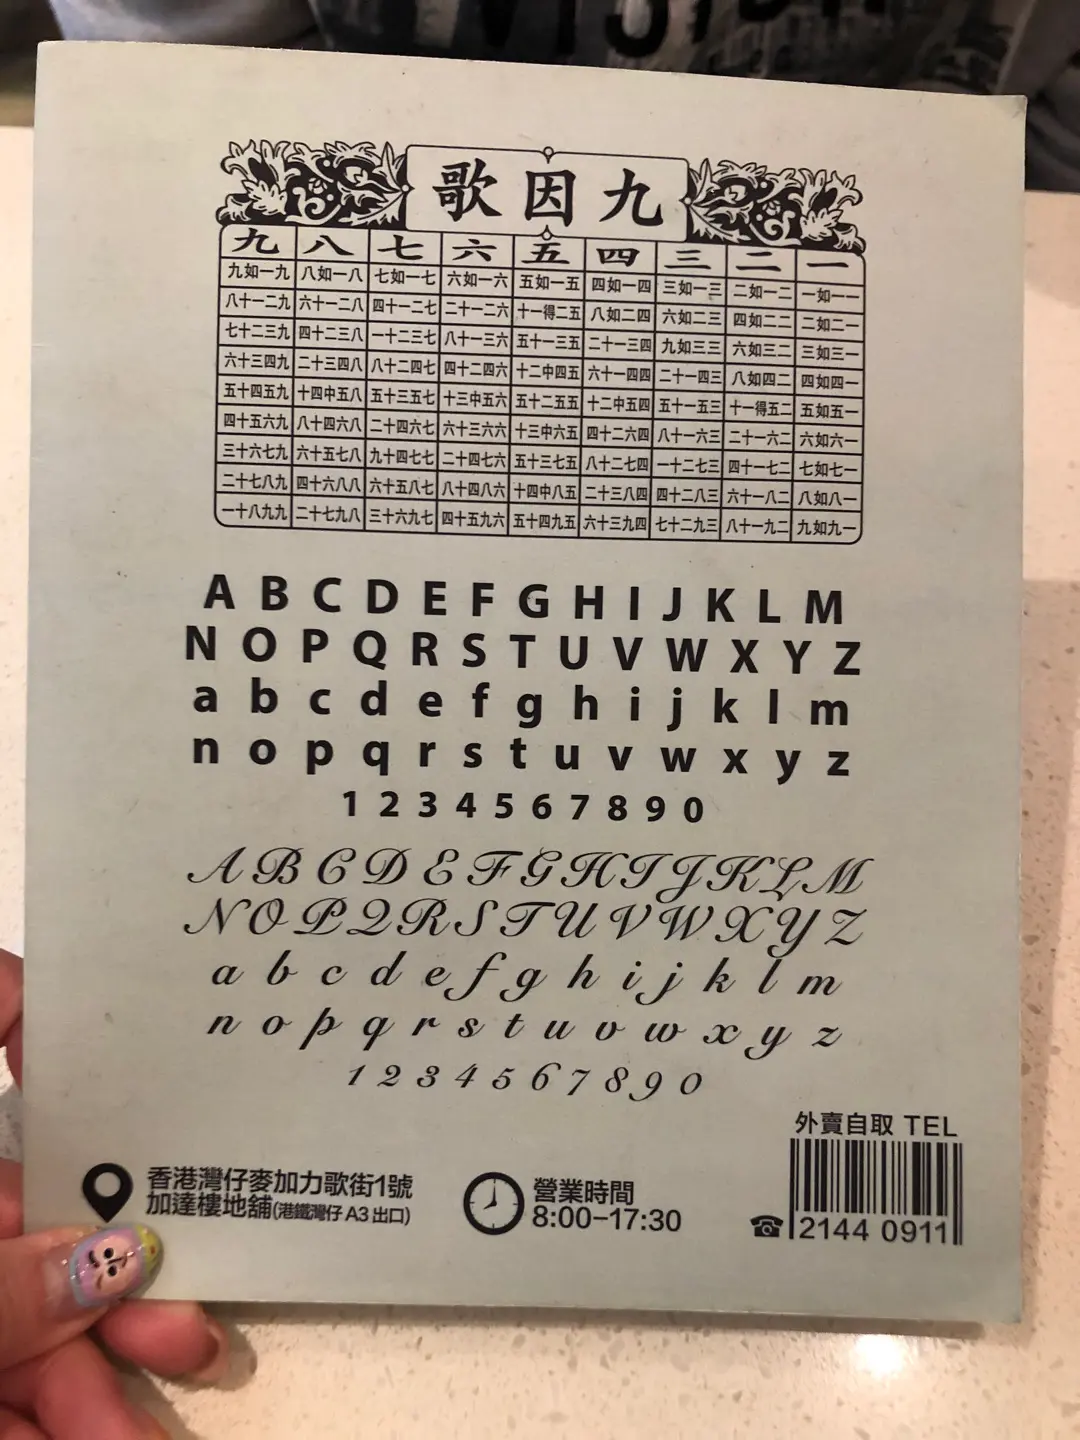 九因歌
一 二 三 四 五 六 七 八 九
一一如一 二一如二 三一如三 四一如四 五一如五 六一如六 七一如七 八一如八 九一如九
一二如二 二二如四 三二如六 四二如八 五二得一十 六二一十二 七二一十四 八二一十六 九二一十八
一三如三 二三如六 三三如九 四三一十二 五三一十五 六三一十八 七三二十一 八三二十四 九三二十七
一四如四 二四如八 三四一十二 四四一十六 五四中二十 六四二十四 七四二十八 八四三十二 九四三十六
一五如五 二五得一十 三五一十五 四五中二十 五五二十五 六五中三十 七五三十五 八五中四十 九五四十五
一六如六 二六一十二 三六一十八 四六二十四 五六中三十 六六三十六 七六四十二 八六四十八 九六五十四
一七如七 二七一十四 三七二十一 四七二十八 五七三十五 六七四十二 七七四十九 八七五十六 九七六十三
一八如八 二八一十六 三八二十四 四八三十二 五八中四十 六八四十八 七八五十六 八八六十四 九八七十二
一九如九 二九一十八 三九二十七 四九三十六 五九四十五 六九五十四 七九六十三 八九七十二 九九八十一
A B C D E F G H I J K L M
N O P Q R S T U V W X Y Z
a b c d e f g h i j k l m
n o p q r s t u v w x y z
1 2 3 4 5 6 7 8 9 0
A B C D E F G H I J K L M
N O P Q R S T U V W X Y Z
a b c d e f g h i j k l m
n o p q r s t u v w x y z
1 2 3 4 5 6 7 8 9 0
香港灣仔麥加力歌街1號
加達樓地舖(港鐵灣仔 A3 出口)
營業時間
8:00-17:30
外賣自取 TEL
2144 0911